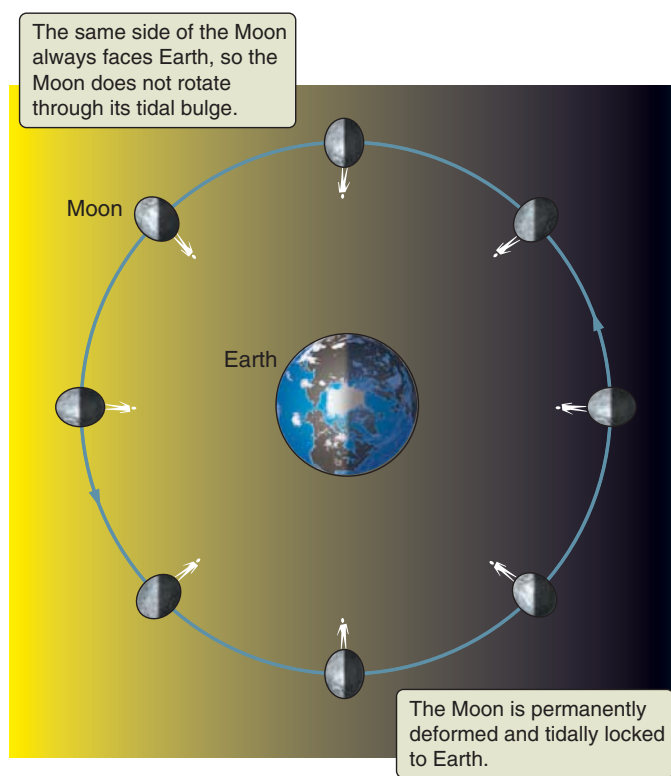 The same side of the Moon
always faces Earth, so the
Moon does not rotate
through its tidal bulge.
Moon
Earth
The Moon is permanently
deformed and tidally locked
to Earth.